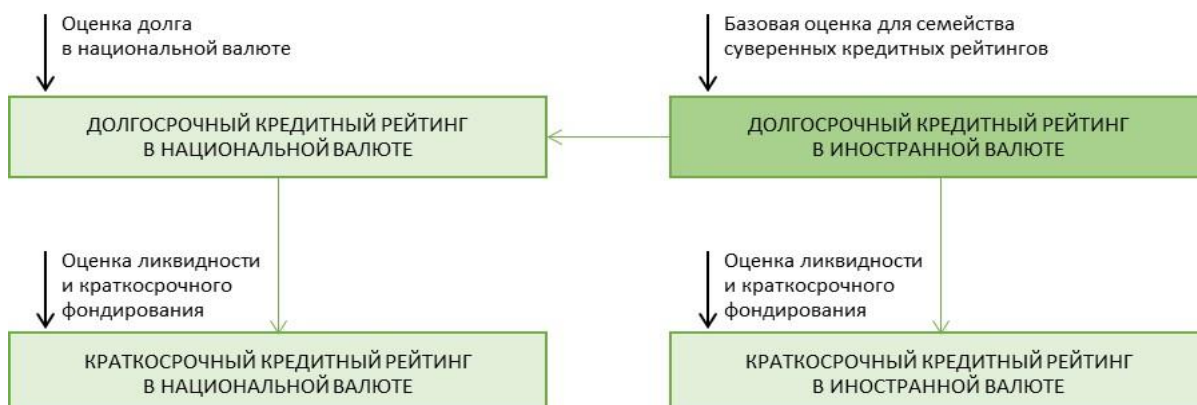 Оценка долга
в национальной валюте
Базовая оценка для семейства
суверенных кредитных рейтингов
ДОЛГОСРОЧНЫЙ КРЕДИТНЫЙ РЕЙТИНГ
В НАЦИОНАЛЬНОЙ ВАЛЮТЕ
ДОЛГОСРОЧНЫЙ КРЕДИТНЫЙ РЕЙТИНГ
В ИНОСТРАННОЙ ВАЛЮТЕ
Оценка ликвидности
и краткосрочного
фондирования
Оценка ликвидности
и краткосрочного
фондирования
КРАТКОСРОЧНЫЙ КРЕДИТНЫЙ РЕЙТИНГ
В НАЦИОНАЛЬНОЙ ВАЛЮТЕ
КРАТКОСРОЧНЫЙ КРЕДИТНЫЙ РЕЙТИНГ
В ИНОСТРАННОЙ ВАЛЮТЕ